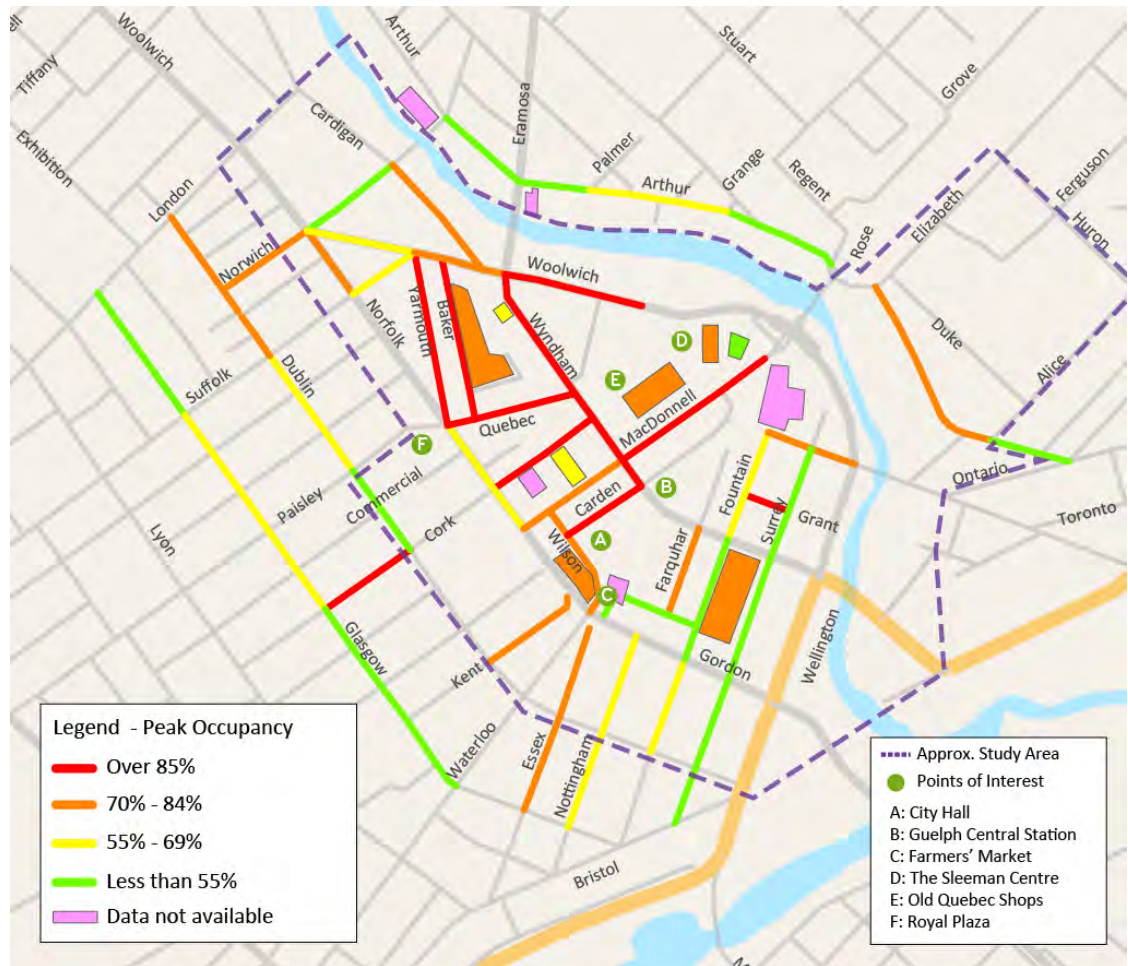 Woolwich
Arthur
Stuart
Tiffany
Eramosa
Grove
Cardigan
Exhibition
Palmer
Grange
Regent
Ferguson
Arthur
London
Elizabeth
Huron
Rose
Norwich
Woolwich
Norfolk
Yarmouth
Baker
Wyndham
Duke
D
Alice
Suffolk
Dublin
E
MacDonnell
Quebec
F
Ontario
Commercial
Paisley
Fountain
Carden
B
Grant
Toronto
Cork
Surrey
Lyon
A
Wilson
Farquhar
C
Wellington
Glasgow
Kent
Gordon
Waterloo
Essex
Nottingham
Bristol
Legend - Peak Occupancy
Over 85%
70% - 84%
55% - 69%
Less than 55%
Data not available
Approx. Study Area
Points of Interest
A: City Hall
B: Guelph Central Station
C: Farmers' Market
D: The Sleeman Centre
E: Old Quebec Shops
F: Royal Plaza